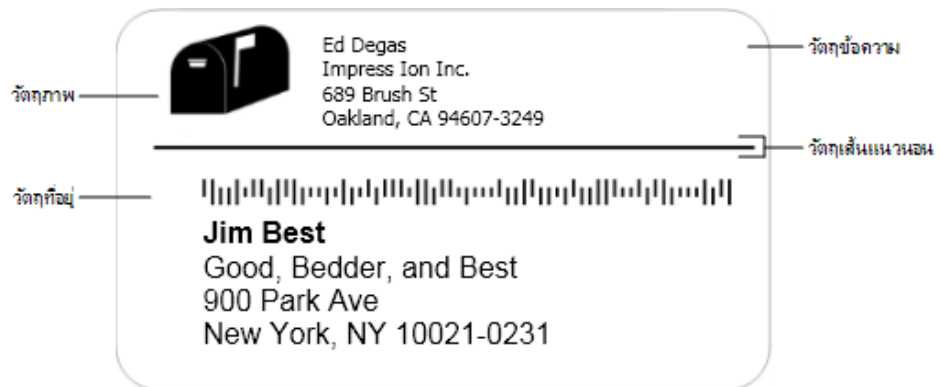 Ed Degas
Impress Ion Inc.
689 Brush St
Oakland, CA 94607-3249
วัตถุข้อความ
วัตถุภาพ
วัตถุเส้นแนวนอน
วัตถุที่อยู่
Jim Best
Good, Bedder, and Best
900 Park Ave
New York, NY 10021-0231